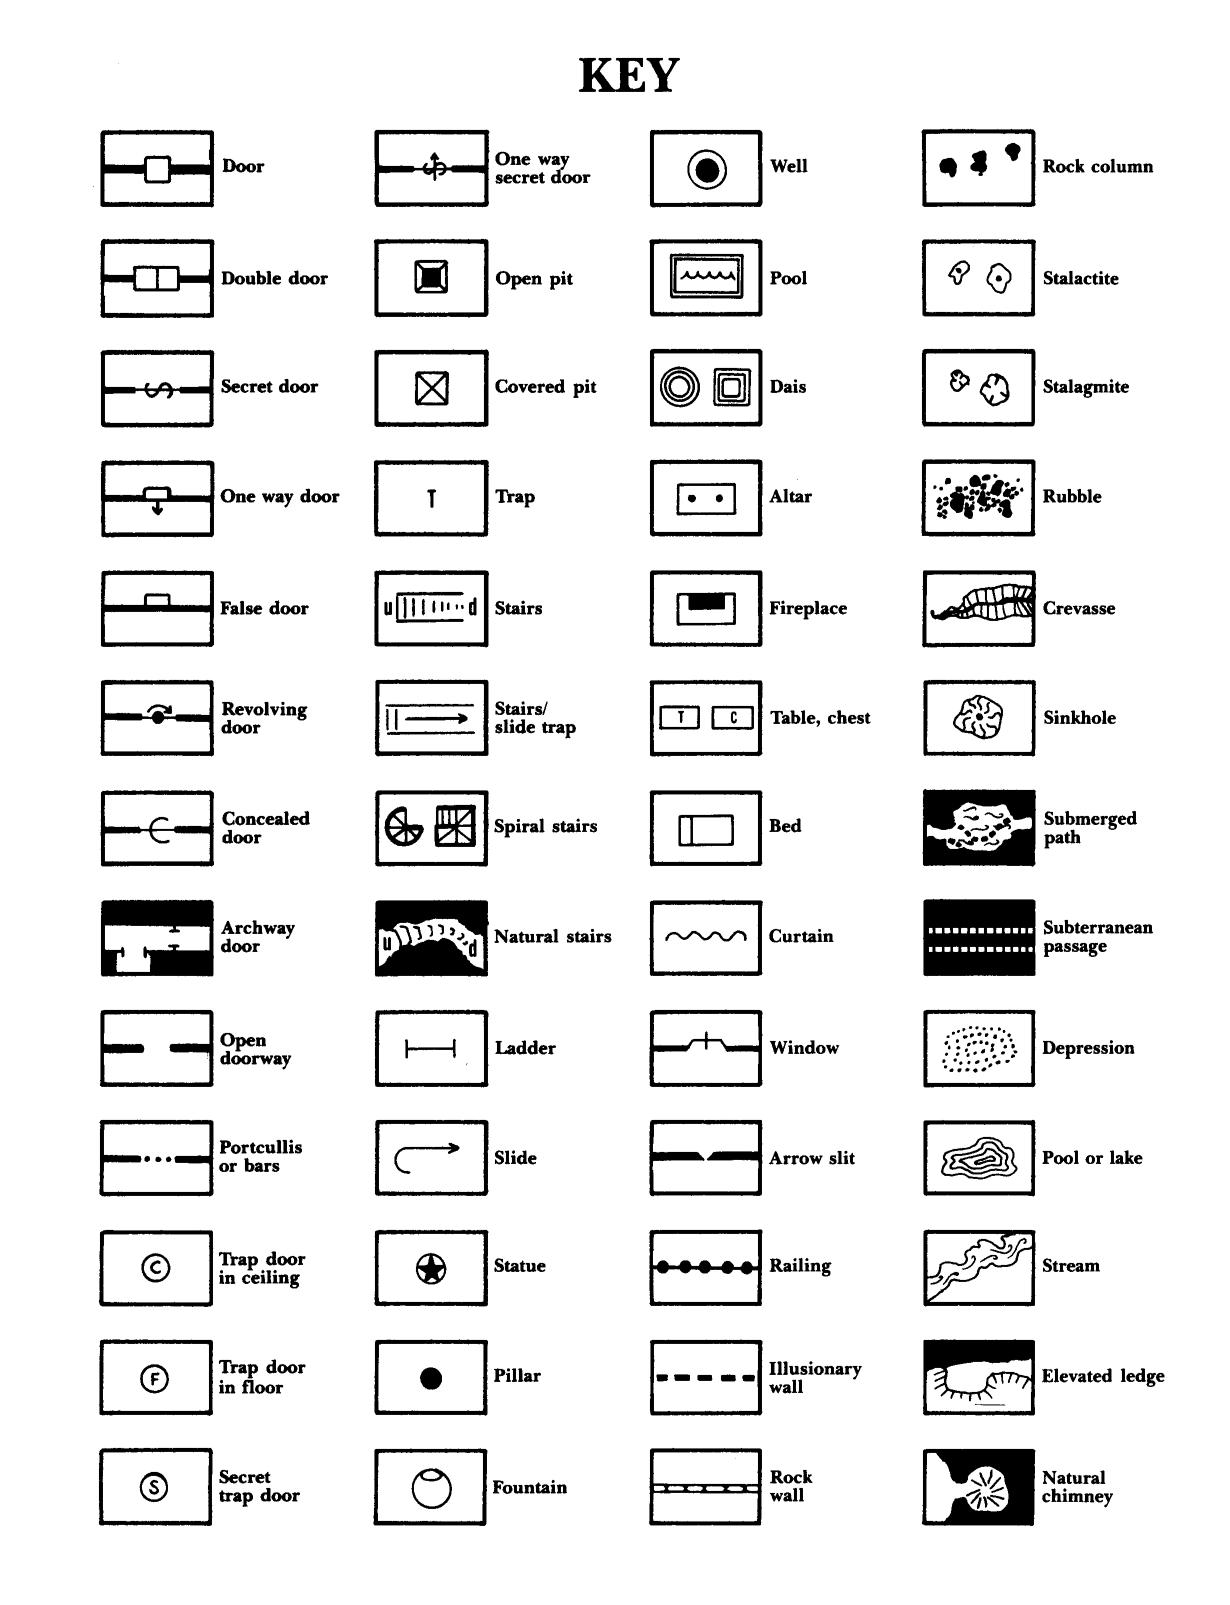 KEY
Door
Double door
Secret door
One way door
False door
Revolving
door
Concealed
door
Archway
door
Open
doorway
Portcullis
or bars
C
Trap door
in ceiling
F
Trap door
in floor
S
Secret
trap door
One way
secret door
Open pit
Covered pit
T
Trap
u d
Stairs
Stairs/
slide trap
Spiral stairs
u d
Natural stairs
Ladder
Slide
Statue
Pillar
Fountain
Well
Pool
Dais
Altar
Fireplace
T C
Table, chest
Bed
Curtain
Window
Arrow slit
Railing
Illusionary
wall
Rock
wall
Rock column
Stalactite
Stalagmite
Rubble
Crevasse
Sinkhole
Submerged
path
Subterranean
passage
Depression
Pool or lake
Stream
Elevated ledge
Natural
chimney